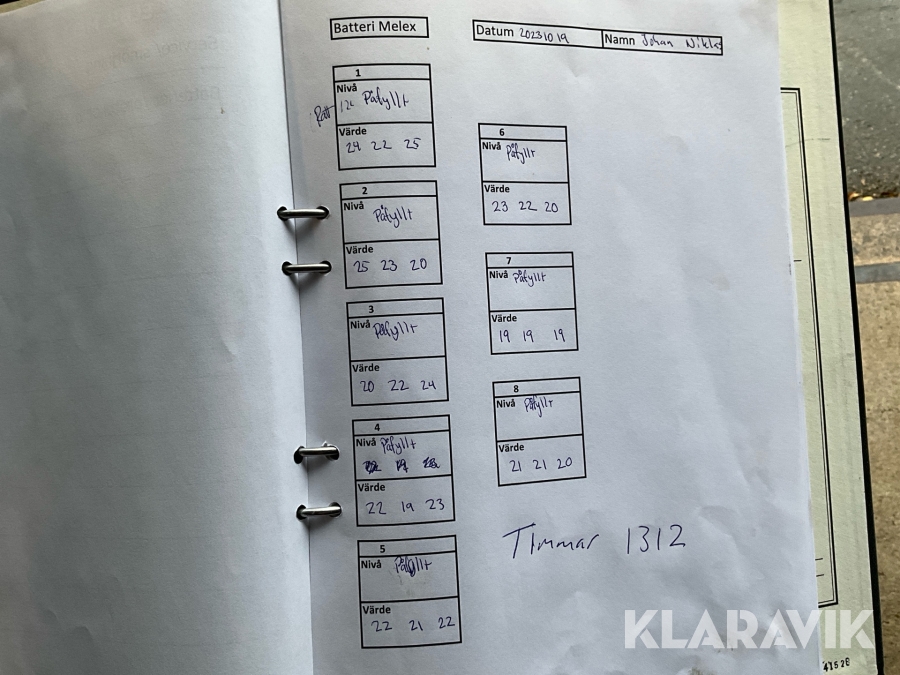 Batteri Melex
Datum 20231019 Namn Johan Niklas
1
Nivå Påfyllt
Värde
24 22 25
2
Nivå
Påfyllt
Värde
25 23 20
3
Nivå Påfyllt
Värde
20 22 24
4
Nivå Påfyllt
Värde
22 19 23
5
Nivå Påfyllt
Värde
22 21 22
6
Nivå Påfyllt
Värde
23 22 20
7
Nivå Påfyllt
Värde
19 19 19
8
Nivå Påfyllt
Värde
21 21 20
Timmar 1312
KLARAVIK